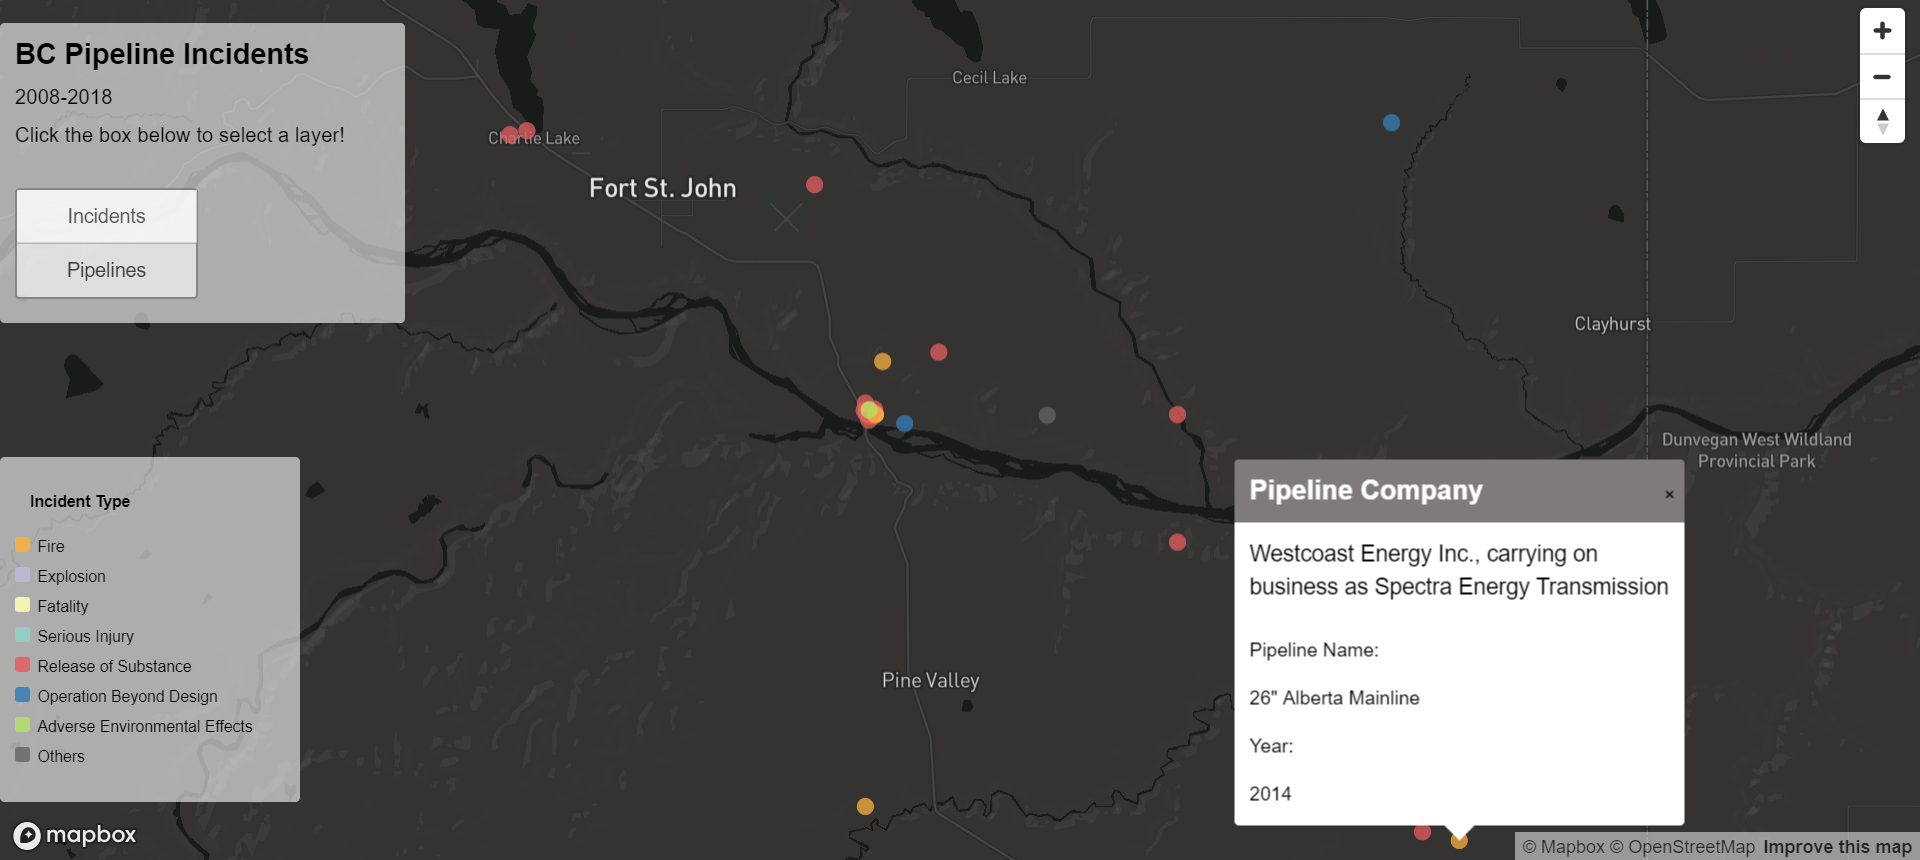 BC Pipeline Incidents
2008-2018
Click the box below to select a layer!
Incidents
Pipelines
Cecil Lake
Charlie Lake
Fort St. John
Clayhurst
Dunvegan West Wildland
Provincial Park
Pine Valley
Incident Type
Fire
Explosion
Fatality
Serious Injury
Release of Substance
Operation Beyond Design
Adverse Environmental Effects
Others
Pipeline Company
×
Westcoast Energy Inc., carrying on
business as Spectra Energy Transmission
Pipeline Name:
26" Alberta Mainline
Year:
2014
mapbox
© Mapbox © OpenStreetMap Improve this map